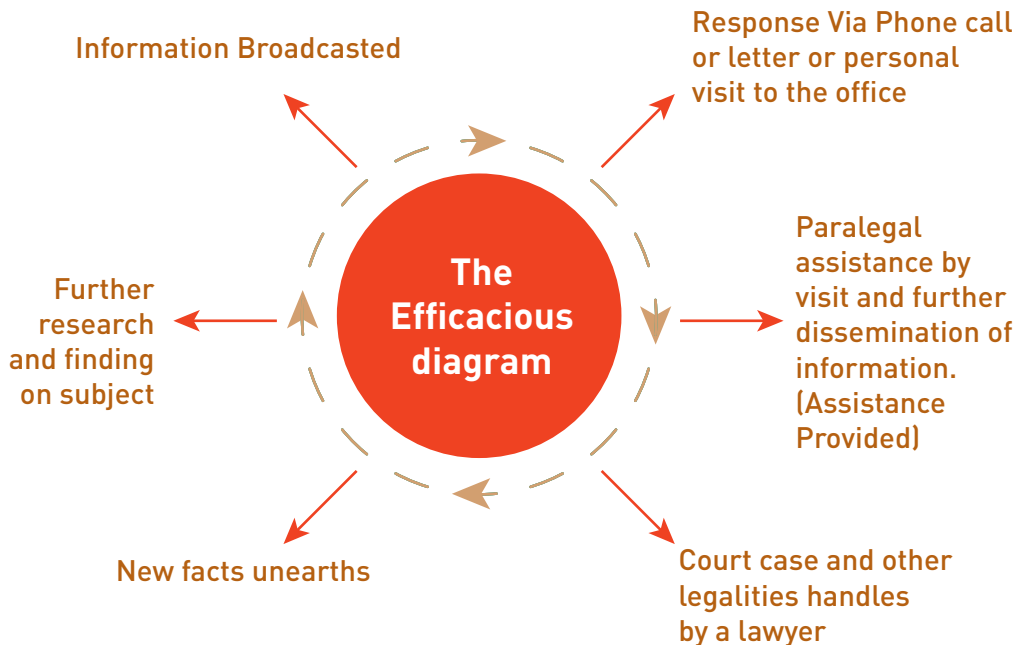 Information Broadcasted
Response Via Phone call
or letter or personal
visit to the office
Paralegal
assistance by
visit and further
dissemination of
information.
(Assistance
Provided)
Court case and other
legalities handles
by a lawyer
New facts unearths
Further
research
and finding
on subject
The
Efficacious
diagram